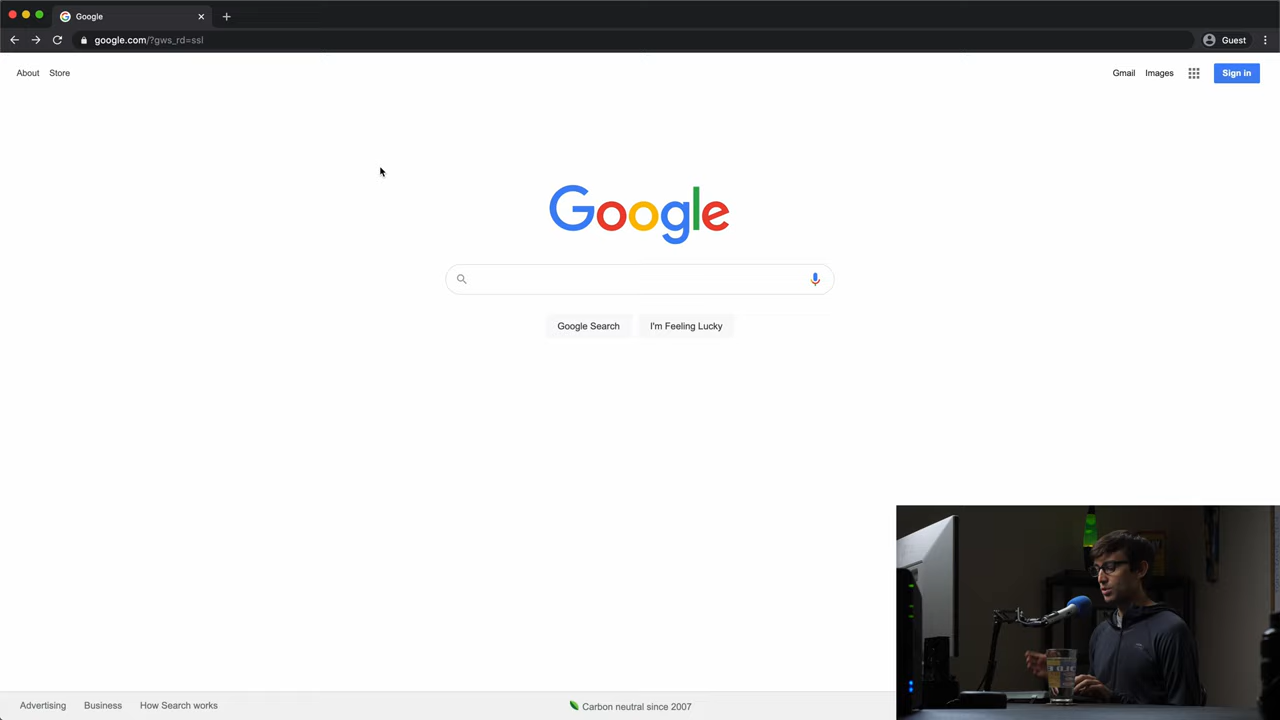 Google
google.com/?gws_rd=ssl
Guest
About Store
Gmail Images Sign in
Google
Google Search I'm Feeling Lucky
Advertising Business How Search works
Carbon neutral since 2007